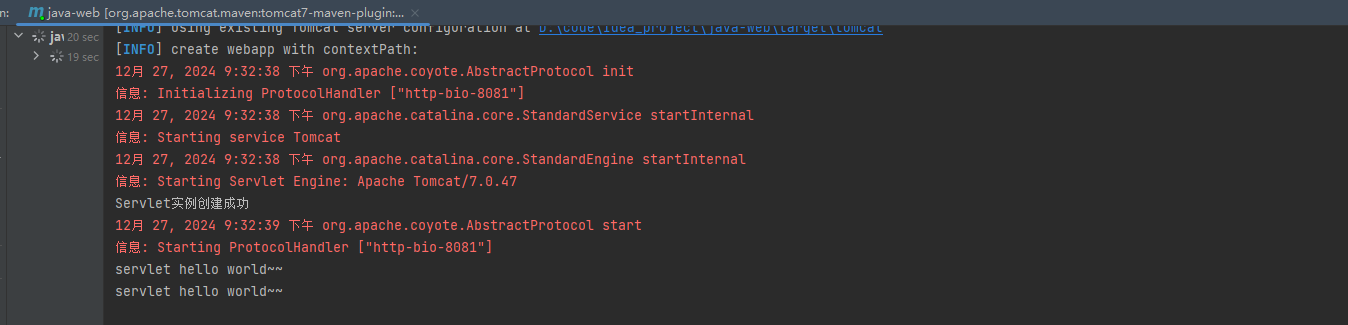 n: java-web [org.apache.tomcat.maven:tomcat7-maven-plugin:...
jav 20 sec
19 sec
[INFO] Using existing Tomcat server configuration at D:\code\idea_project\java-web\target\tomcat
[INFO] create webapp with contextPath:
12月 27, 2024 9:32:38 下午 org.apache.coyote.AbstractProtocol init
信息: Initializing ProtocolHandler ["http-bio-8081"]
12月 27, 2024 9:32:38 下午 org.apache.catalina.core.StandardService startInternal
信息: Starting service Tomcat
12月 27, 2024 9:32:38 下午 org.apache.catalina.core.StandardEngine startInternal
信息: Starting Servlet Engine: Apache Tomcat/7.0.47
Servlet实例创建成功
12月 27, 2024 9:32:39 下午 org.apache.coyote.AbstractProtocol start
信息: Starting ProtocolHandler ["http-bio-8081"]
servlet hello world~~
servlet hello world~~